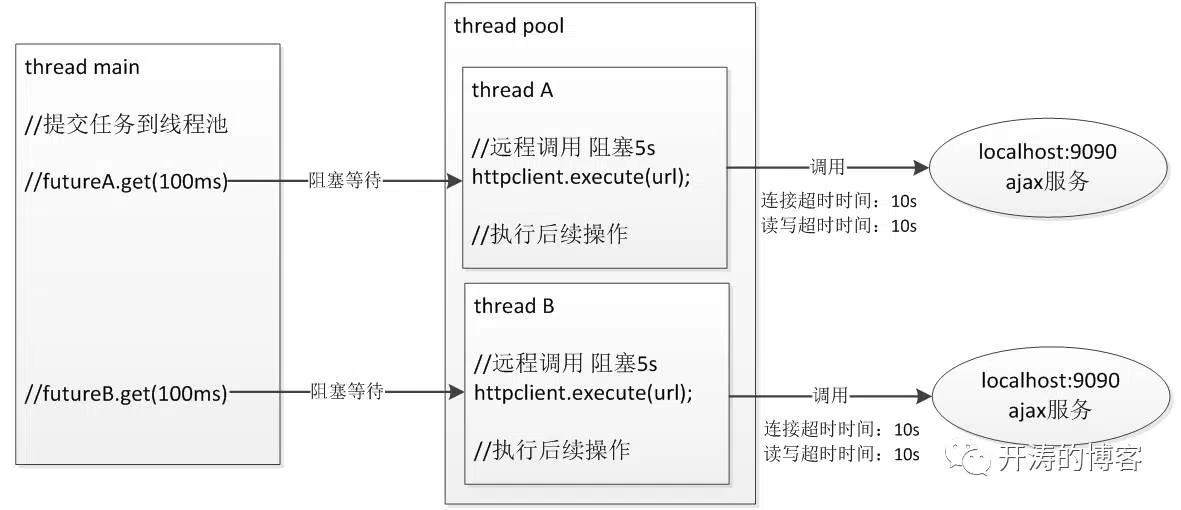 thread main
//提交任务到线程池
//futureA.get(100ms)
//futureB.get(100ms)
阻塞等待
阻塞等待
thread pool
thread A
//远程调用 阻塞5s
httpclient.execute(url);
//执行后续操作
thread B
//远程调用 阻塞5s
httpclient.execute(url);
//执行后续操作
调用
连接超时时间：10s
读写超时时间：10s
localhost:9090
ajax服务
调用
连接超时时间：10s
读写超时时间：10s
localhost:9090
ajax服务
开涛的博客